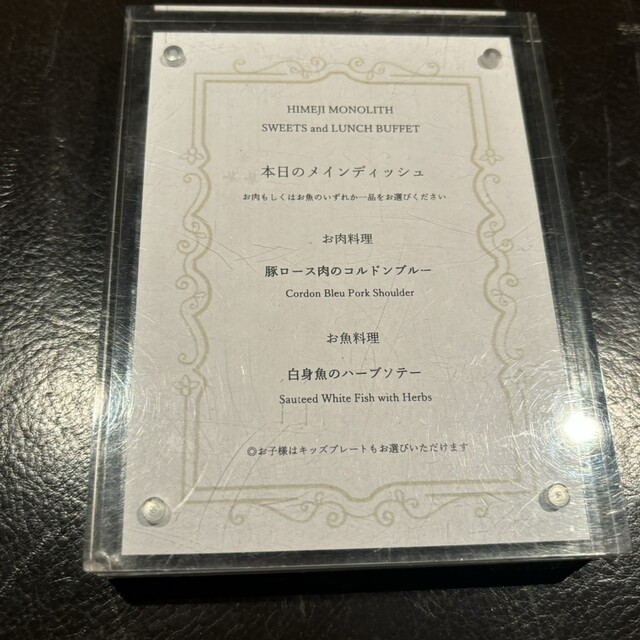 HIMEJI MONOLITH
SWEETS and LUNCH BUFFET
本日のメインディッシュ
お肉もしくはお魚のいずれか一品をお選びください
お肉料理
豚ロース肉のコルドンブルー
Cordon Bleu Pork Shoulder
お魚料理
白身魚のハーブソテー
Sauteed White Fish with Herbs
◎お子様はキッズプレートもお選びいただけます